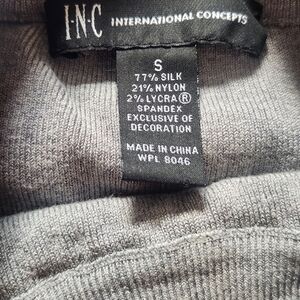 I·N·C INTERNATIONAL CONCEPTS
S
77% SILK
21% NYLON
2% LYCRA®
SPANDEX
EXCLUSIVE OF
DECORATION
MADE IN CHINA
WPL 8046